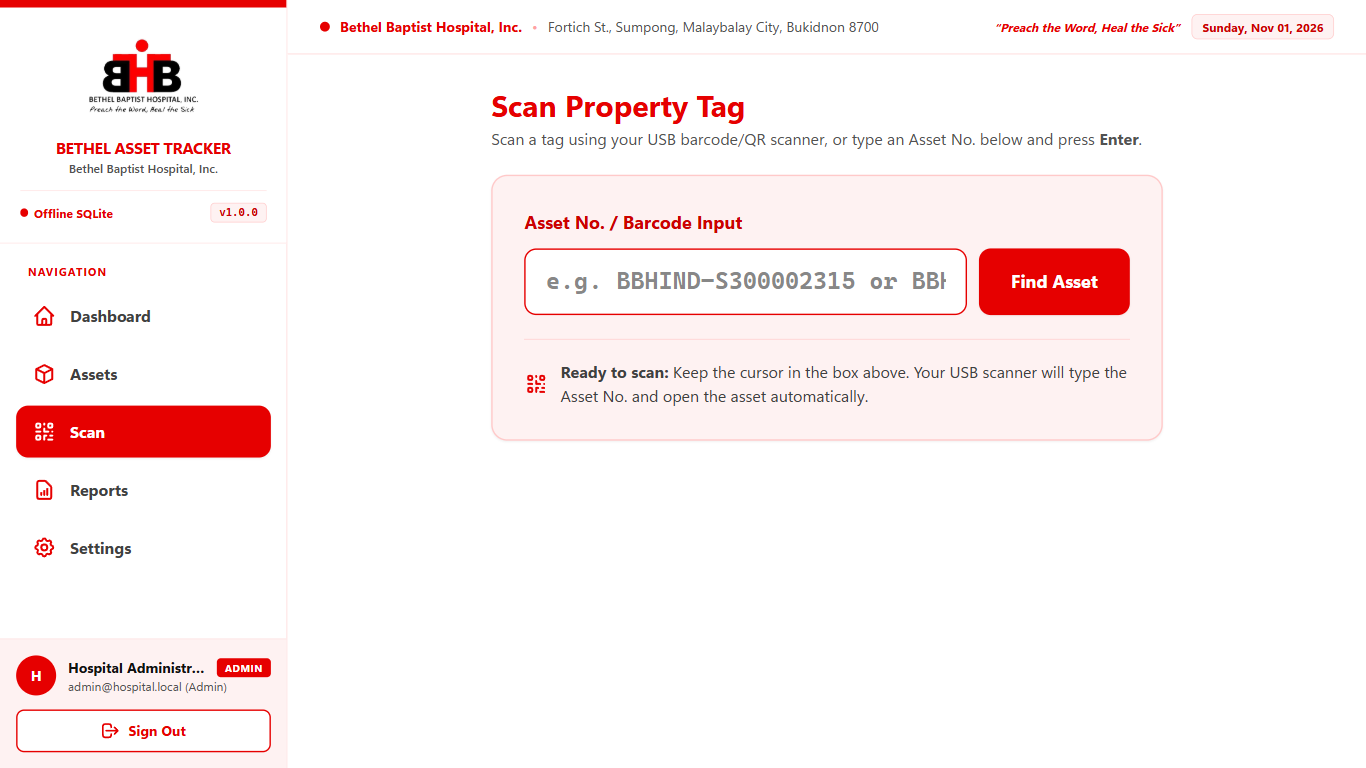 BHB
BETHEL BAPTIST HOSPITAL, INC.
Preach the Word, Heal the Sick
BETHEL ASSET TRACKER
Bethel Baptist Hospital, Inc.
Offline SQLite
v1.0.0
NAVIGATION
Dashboard
Assets
Scan
Reports
Settings
H
Hospital Administr...
ADMIN
admin@hospital.local (Admin)
Sign Out
Bethel Baptist Hospital, Inc. • Fortich St., Sumpong, Malaybalay City, Bukidnon 8700
“Preach the Word, Heal the Sick”
Sunday, Nov 01, 2026
Scan Property Tag
Scan a tag using your USB barcode/QR scanner, or type an Asset No. below and press Enter.
Asset No. / Barcode Input
e.g. BBHIND-S300002315 or BBH
Find Asset
Ready to scan: Keep the cursor in the box above. Your USB scanner will type the
Asset No. and open the asset automatically.